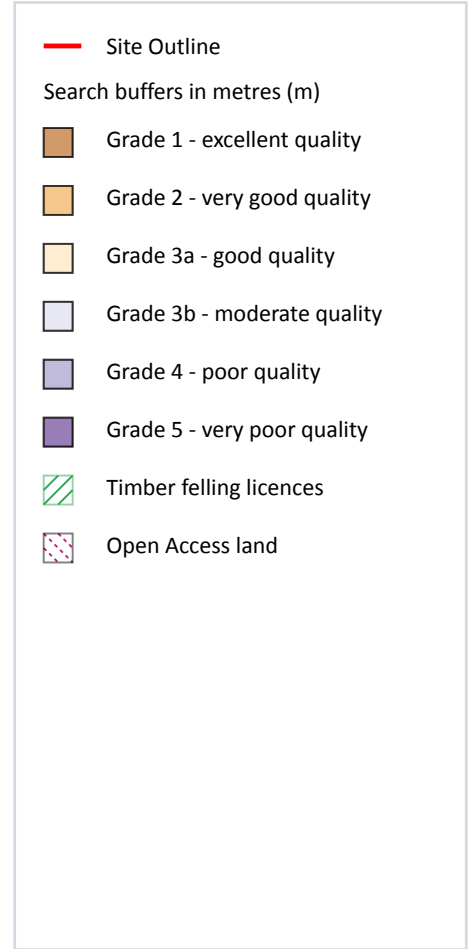 Site Outline
Search buffers in metres (m)
Grade 1 - excellent quality
Grade 2 - very good quality
Grade 3a - good quality
Grade 3b - moderate quality
Grade 4 - poor quality
Grade 5 - very poor quality
Timber felling licences
Open Access land